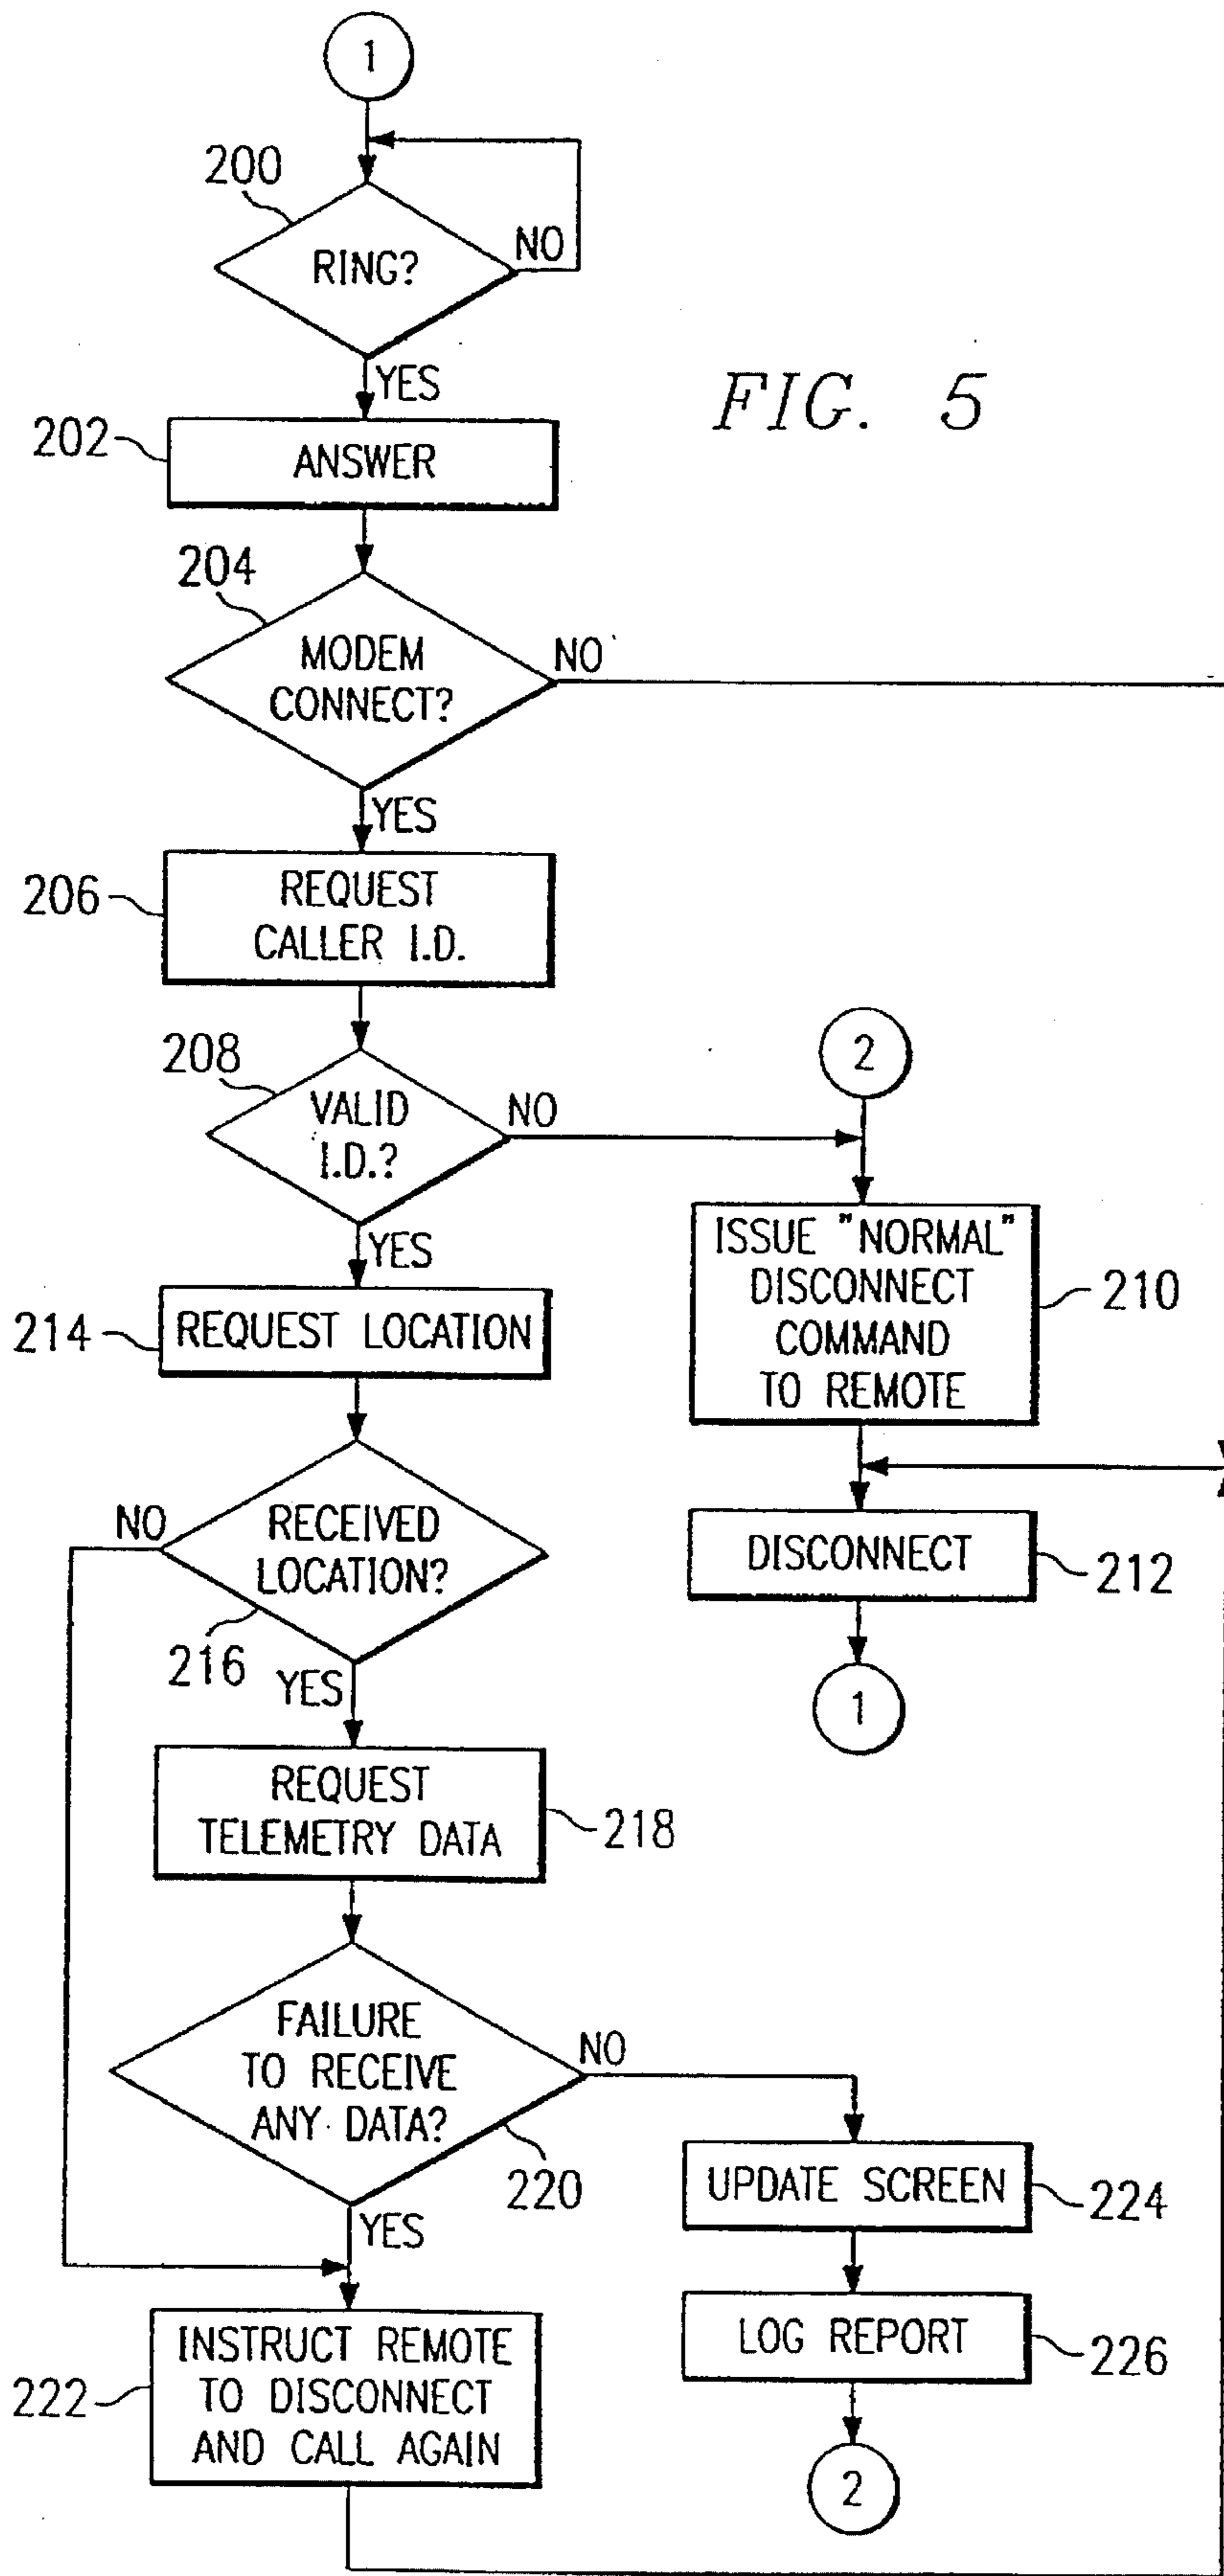 1
200
RING?
NO
YES
FIG. 5
202
ANSWER
204
MODEM
CONNECT?
NO
YES
206
REQUEST
CALLER I.D.
208
VALID
I.D.?
NO
2
YES
ISSUE "NORMAL"
DISCONNECT
COMMAND
TO REMOTE
210
214
REQUEST LOCATION
NO
RECEIVED
LOCATION?
216
YES
DISCONNECT
212
1
REQUEST
TELEMETRY DATA
218
FAILURE
TO RECEIVE
ANY DATA?
NO
220
YES
UPDATE SCREEN
224
LOG REPORT
226
222
INSTRUCT REMOTE
TO DISCONNECT
AND CALL AGAIN
2